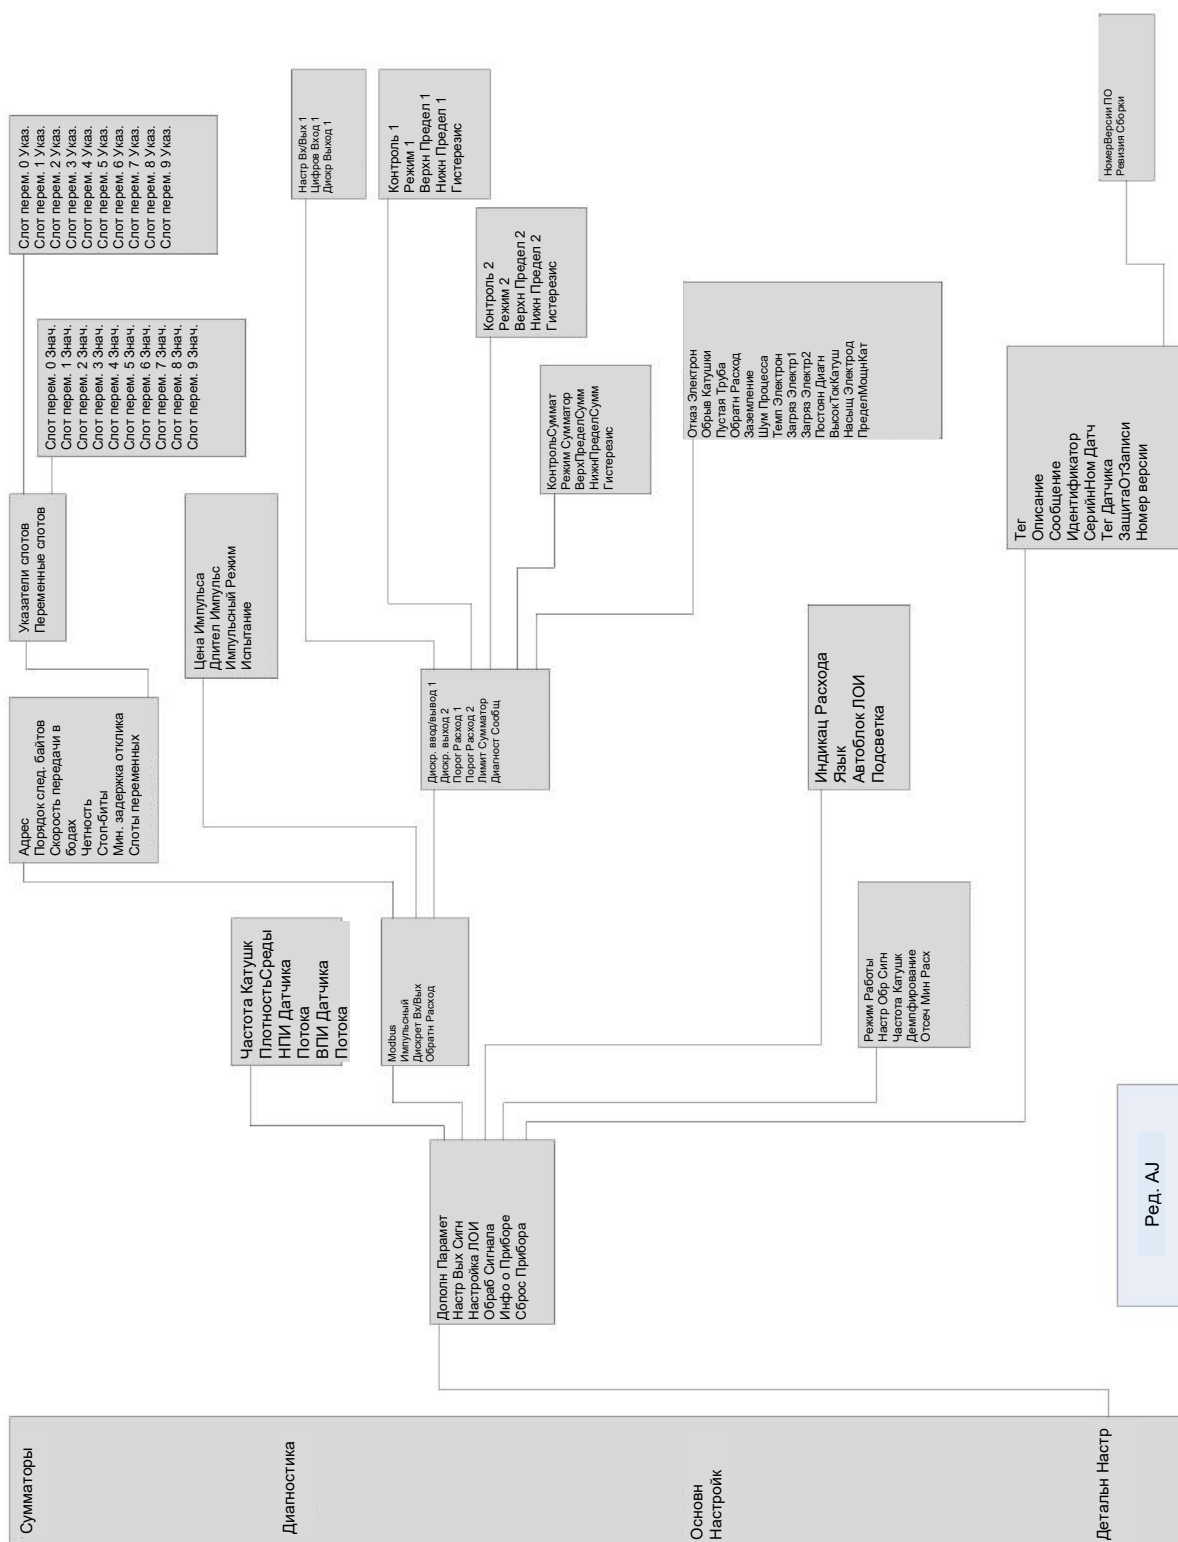 Сумматоры
Диагностика
Основн
Настройк
Детальн Настр
Дополн Парамет
Настр Вых Сигн
Настройка ЛОИ
Обраб Сигнала
Инфо о Приборе
Сброс Прибора
Частота Катушк
ПлотностьСреды
НПИ Датчика
Потока
ВПИ Датчика
Потока
Modbus
Импульсный
Дискрет Вх/Вых
Обратн Расход
Режим Работы
Настр Обр Сигн
Частота Катушк
Демпфирование
Отсеч Мин Расх
Адрес
Порядок след. байтов
Скорость передачи в
бодах
Четность
Стоп-биты
Мин. задержка отклика
Слоты переменных
Цена Импульса
Длител Импульс
Импульсный Режим
Испытание
Дискр. ввод/вывод 1
Дискр. выход 2
Порог Расход 1
Порог Расход 2
Лимит Сумматор
Диагност Сообщ
Индикац Расхода
Язык
Автоблок ЛОИ
Подсветка
Указатели слотов
Переменные слотов
Слот перем. 0 Указ.
Слот перем. 1 Указ.
Слот перем. 2 Указ.
Слот перем. 3 Указ.
Слот перем. 4 Указ.
Слот перем. 5 Указ.
Слот перем. 6 Указ.
Слот перем. 7 Указ.
Слот перем. 8 Указ.
Слот перем. 9 Указ.
Слот перем. 0 Знач.
Слот перем. 1 Знач.
Слот перем. 2 Знач.
Слот перем. 3 Знач.
Слот перем. 4 Знач.
Слот перем. 5 Знач.
Слот перем. 6 Знач.
Слот перем. 7 Знач.
Слот перем. 8 Знач.
Слот перем. 9 Знач.
Настр Вх/Вых 1
Цифров Вход 1
Дискр Выход 1
Контроль 1
Режим 1
Верхн Предел 1
Нижн Предел 1
Гистерезис
Контроль 2
Режим 2
Верхн Предел 2
Нижн Предел 2
Гистерезис
КонтрольСуммат
Режим Сумматор
ВерхПределСумм
НижнПределСумм
Гистерезис
Отказ Электрон
Обрыв Катушки
Пустая Труба
Обратн Расход
Заземление
Шум Процесса
Темп Электрон
Загряз Электр1
Загряз Электр2
Постоян Диагн
ВысокТокКатуш
Насыщ Электрод
ПределМощнКат
Тег
Описание
Сообщение
Идентификатор
СерийнНом Датч
Тег Датчика
ЗащитаОтЗаписи
Номер версии
НомерВерсии ПО
Ревизия Сборки
Ред. AJ